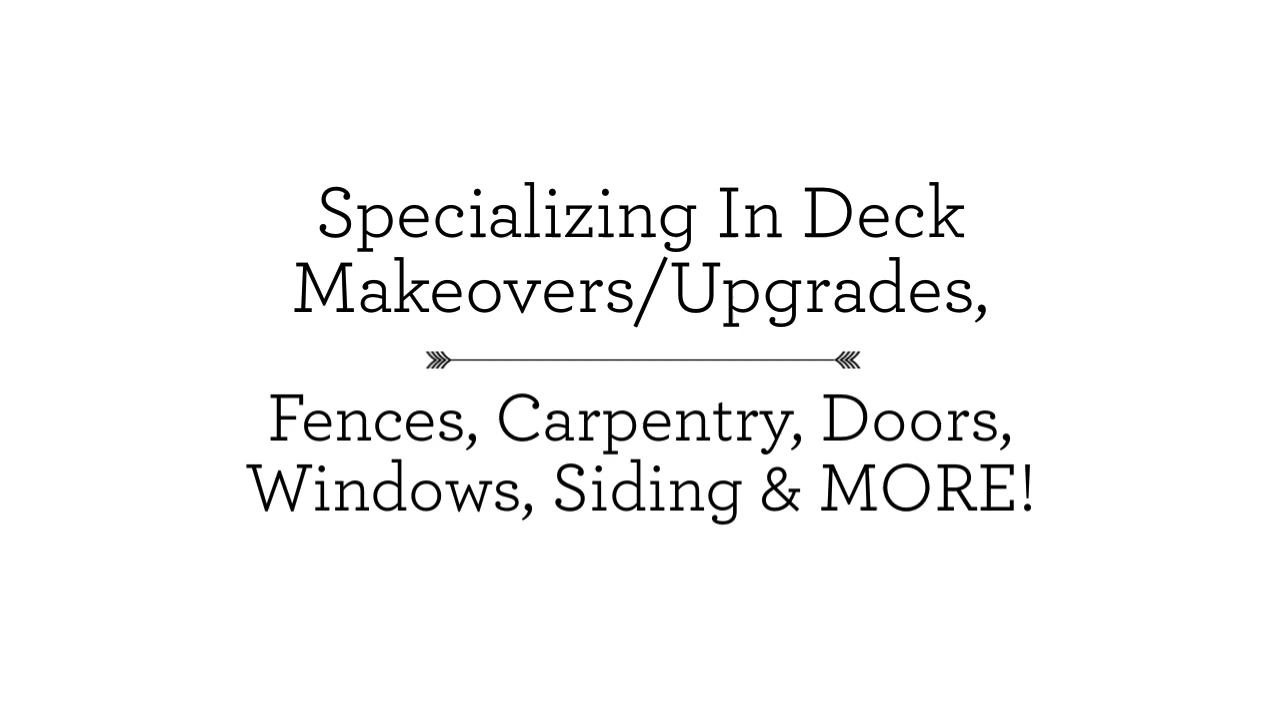 Specializing In Deck
Makeovers/Upgrades,
Fences, Carpentry, Doors,
Windows, Siding & MORE!